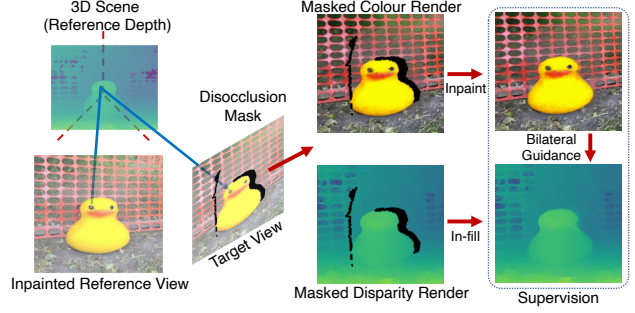 3D Scene
(Reference Depth)
Inpainted Reference View
Disocclusion
Mask
Target View
Masked Colour Render
Inpaint
Bilateral
Guidance
Masked Disparity Render
In-fill
Supervision